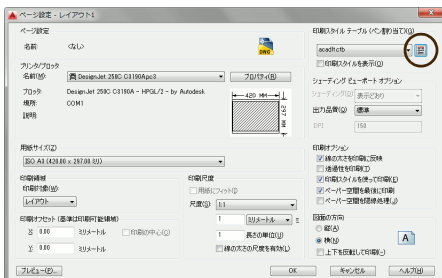 ページ設定 - レイアウト1
ページ設定
名前: <なし>
DWG
プリンタ/プロッタ
名前(M): DesignJet 250C C3190A.pc3
プロパティ(R)
プロッタ: DesignJet 250C C3190A - HPGL/2 - by Autodesk
場所: COM1
説明:
420 MM
297 MM
用紙サイズ(Z)
ISO A3 (420.00 x 297.00 ミリ)
印刷領域
印刷対象(W):
レイアウト
印刷オフセット (基準は印刷可能領域)
X: 0.00 ミリメートル
印刷の中心(C)
Y: 0.00 ミリメートル
印刷尺度
用紙にフィット(I)
尺度(S): 1:1
1 ミリメートル =
1 長さの単位(U)
線の太さの尺度を有効(L)
印刷スタイル テーブル (ペン割り当て)(G)
acadlt.ctb
印刷スタイルを表示(D)
シェーディング ビューポート オプション
シェーディング(D) 表示どおり
出力品質(Q) 標準
DPI 150
印刷オプション
線の太さを印刷に反映
透過性を印刷(T)
印刷スタイルを使って印刷(E)
ペーパー空間を最後に印刷
ペーパー空間を隠線処理(J)
図面の方向
縦(A)
横(N)
上下を反転して印刷(-)
A
プレビュー(P)...
OK
キャンセル
ヘルプ(H)